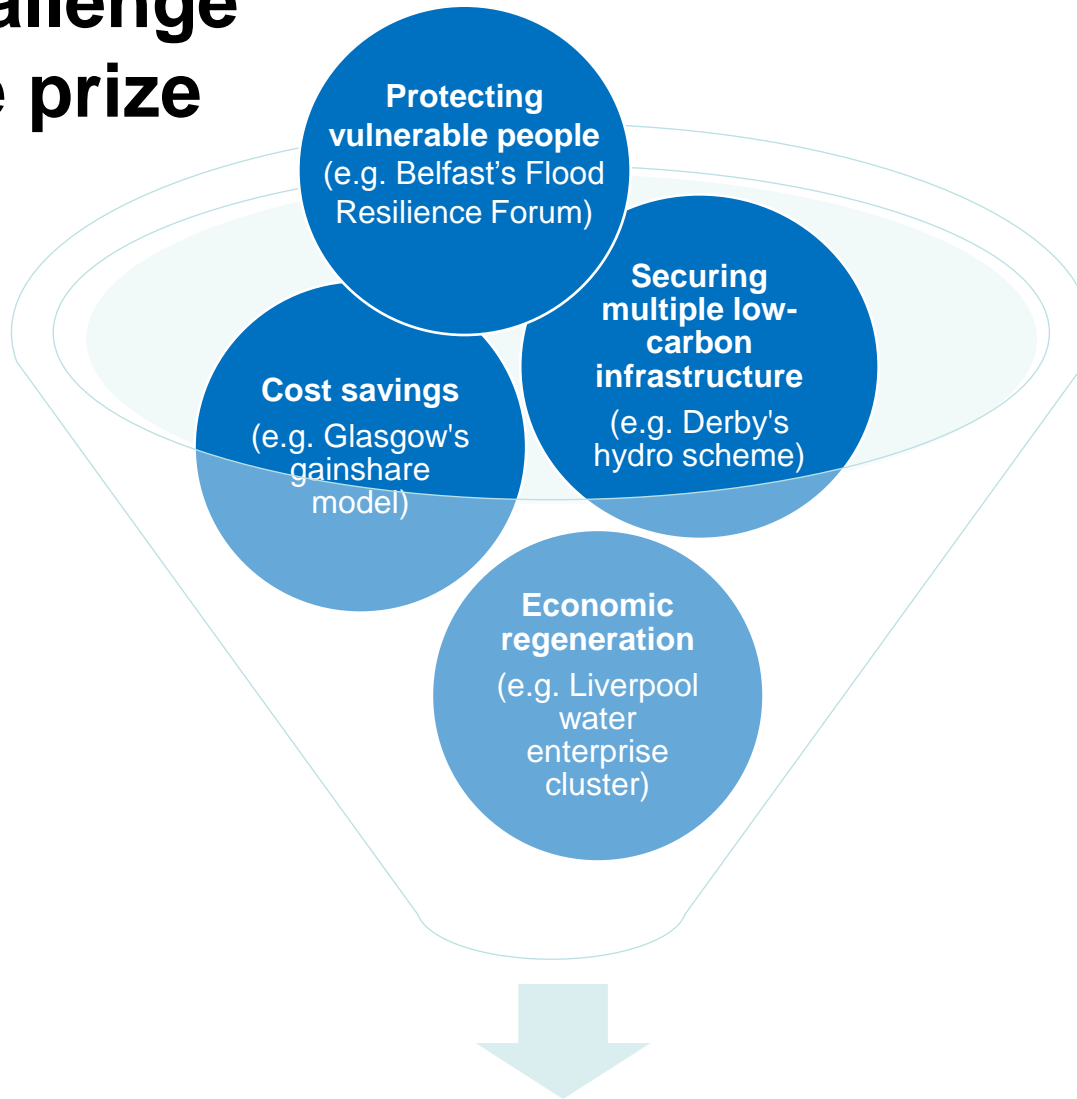 prize
Protecting
vulnerable people
(e.g. Belfast’s Flood
Resilience Forum)
Securing
multiple low-
carbon
infrastructure
(e.g. Derby's
hydro scheme)
Cost savings
(e.g. Glasgow's
gainshare
model)
Economic
regeneration
(e.g. Liverpool
water
enterprise
cluster)